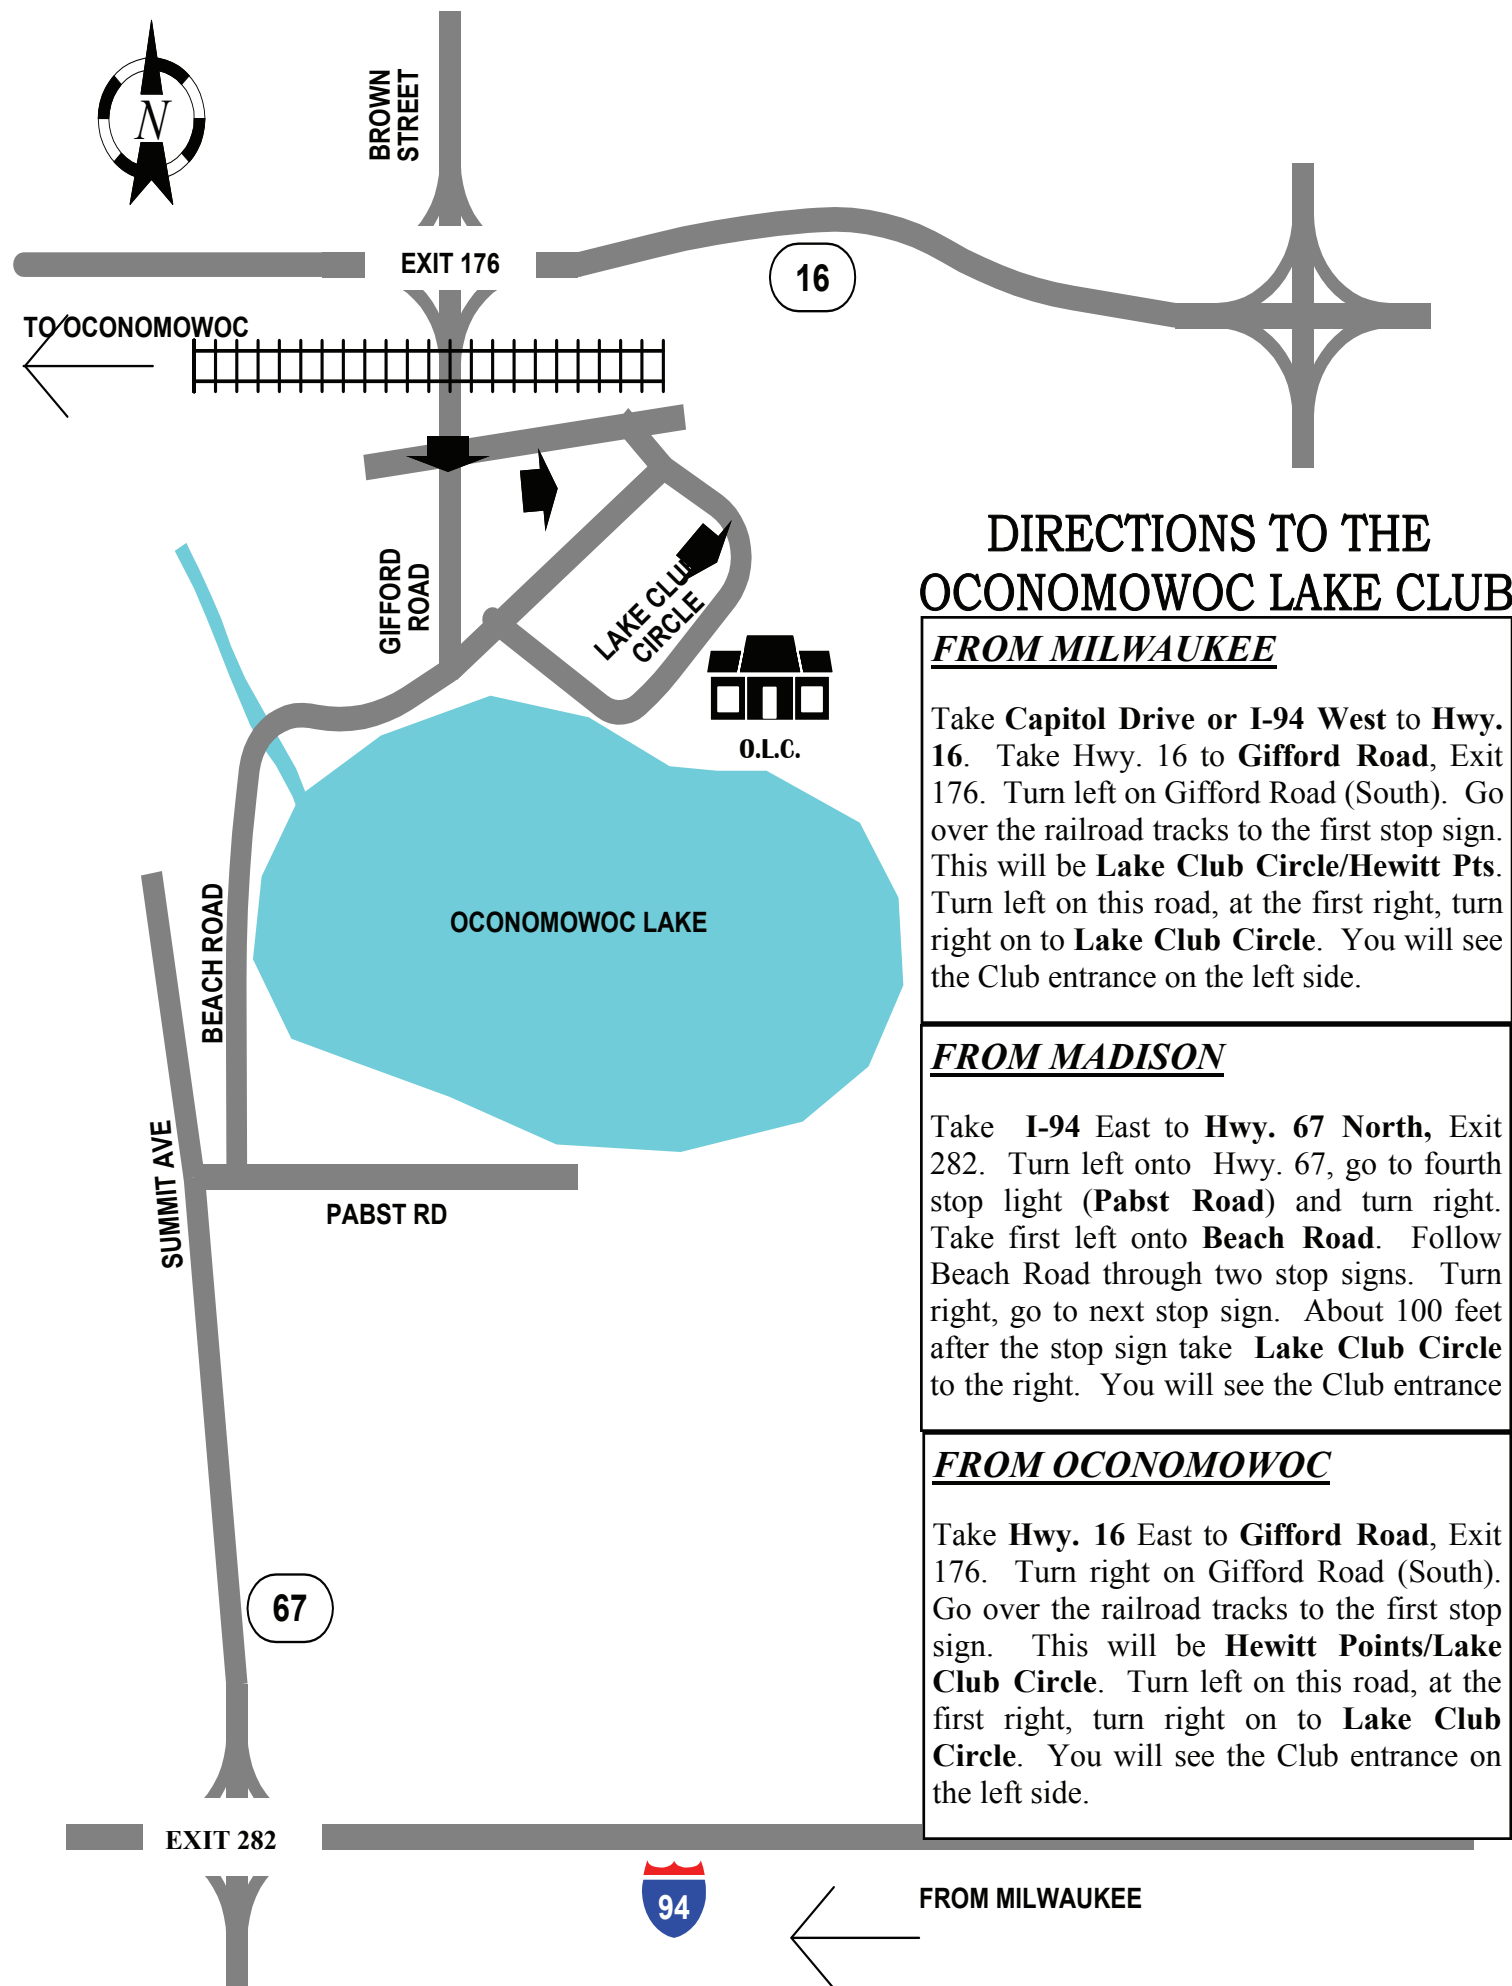 N
BROWN
STREET
EXIT 176
16
TO OCONOMOWOC
GIFFORD
ROAD
LAKE CLU
CIRCLE
O.L.C.
OCONOMOWOC LAKE
BEACH ROAD
SUMMIT AVE
PABST RD
67
EXIT 282
94
FROM MILWAUKEE
DIRECTIONS TO THE
OCONOMOWOC LAKE CLUB
FROM MILWAUKEE
Take Capitol Drive or I-94 West to Hwy.
16. Take Hwy. 16 to Gifford Road, Exit
176. Turn left on Gifford Road (South). Go
over the railroad tracks to the first stop sign.
This will be Lake Club Circle/Hewitt Pts.
Turn left on this road, at the first right, turn
right on to Lake Club Circle. You will see
the Club entrance on the left side.
FROM MADISON
Take I-94 East to Hwy. 67 North, Exit
282. Turn left onto Hwy. 67, go to fourth
stop light (Pabst Road) and turn right.
Take first left onto Beach Road. Follow
Beach Road through two stop signs. Turn
right, go to next stop sign. About 100 feet
after the stop sign take Lake Club Circle
to the right. You will see the Club entrance
FROM OCONOMOWOC
Take Hwy. 16 East to Gifford Road, Exit
176. Turn right on Gifford Road (South).
Go over the railroad tracks to the first stop
sign. This will be Hewitt Points/Lake
Club Circle. Turn left on this road, at the
first right, turn right on to Lake Club
Circle. You will see the Club entrance on
the left side.